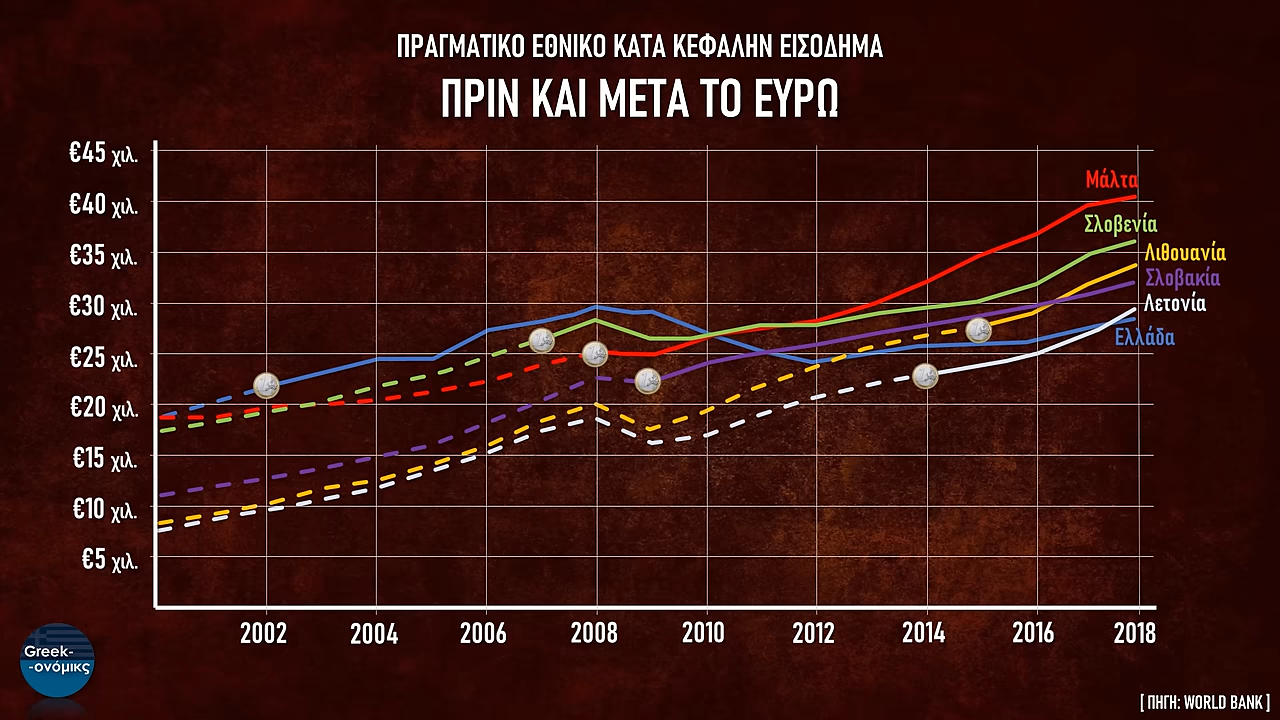 ΠΡΑΓΜΑΤΙΚΟ ΕΘΝΙΚΟ ΚΑΤΑ ΚΕΦΑΛΗΝ ΕΙΣΟΔΗΜΑ
ΠΡΙΝ ΚΑΙ ΜΕΤΑ ΤΟ ΕΥΡΩ
€45 χιλ.
€40 χιλ.
€35 χιλ.
€30 χιλ.
€25 χιλ.
€20 χιλ.
€15 χιλ.
€10 χιλ.
€5 χιλ.
Μάλτα
Σλοβενία
Λιθουανία
Σλοβακία
Λετονία
Ελλάδα
2002 2004 2006 2008 2010 2012 2014 2016 2018
Greek-
-ονόμικς
[ ΠΗΓΗ: WORLD BANK ]